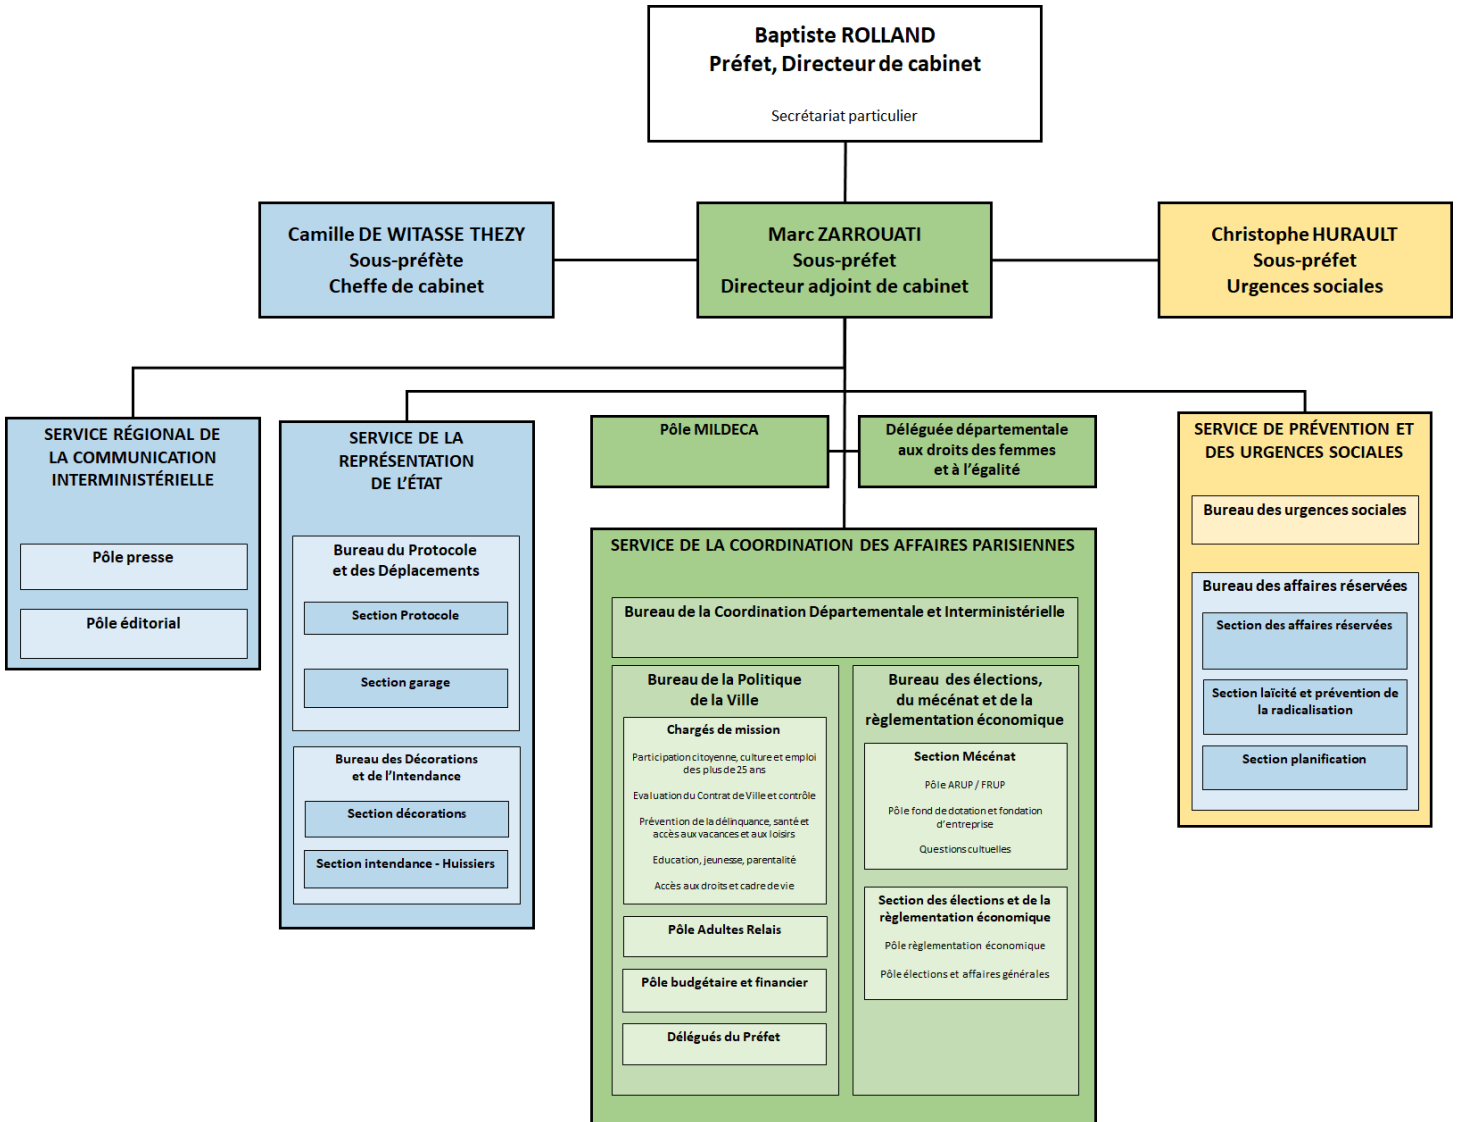 Baptiste ROLLAND
Préfet, Directeur de cabinet
Secrétariat particulier
Camille DE WITASSE THEZY
Sous-préfète
Cheffe de cabinet
Marc ZARROUATI
Sous-préfet
Directeur adjoint de cabinet
Christophe HURAULT
Sous-préfet
Urgences sociales
SERVICE RÉGIONAL DE
LA COMMUNICATION
INTERMINISTÉRIELLE
Pôle presse
Pôle éditorial
SERVICE DE LA
REPRÉSENTATION
DE L'ÉTAT
Bureau du Protocole
et des Déplacements
Section Protocole
Section garage
Bureau des Décorations
et de l'Intendance
Section décorations
Section intendance - Huissiers
Pôle MILDECA
Déléguée départementale
aux droits des femmes
et à l'égalité
SERVICE DE LA COORDINATION DES AFFAIRES PARISIENNES
Bureau de la Coordination Départementale et Interministérielle
Bureau de la Politique
de la Ville
Chargés de mission
Participation citoyenne, culture et emploi
des plus de 25 ans
Evaluation du Contrat de Ville et contrôle
Prévention de la délinquance, santé et
accès aux vacances et aux loisirs
Education, jeunesse, parentalité
Accès aux droits et cadre de vie
Pôle Adultes Relais
Pôle budgétaire et financier
Délégués du Préfet
Bureau des élections,
du mécénat et de la
règlementation économique
Section Mécénat
Pôle ARUP / FRUP
Pôle fond de dotation et fondation
d'entreprise
Questions cultuelles
Section des élections et de la
règlementation économique
Pôle règlementation économique
Pôle élections et affaires générales
SERVICE DE PRÉVENTION ET
DES URGENCES SOCIALES
Bureau des urgences sociales
Bureau des affaires réservées
Section des affaires réservées
Section laïcité et prévention de
la radicalisation
Section planification